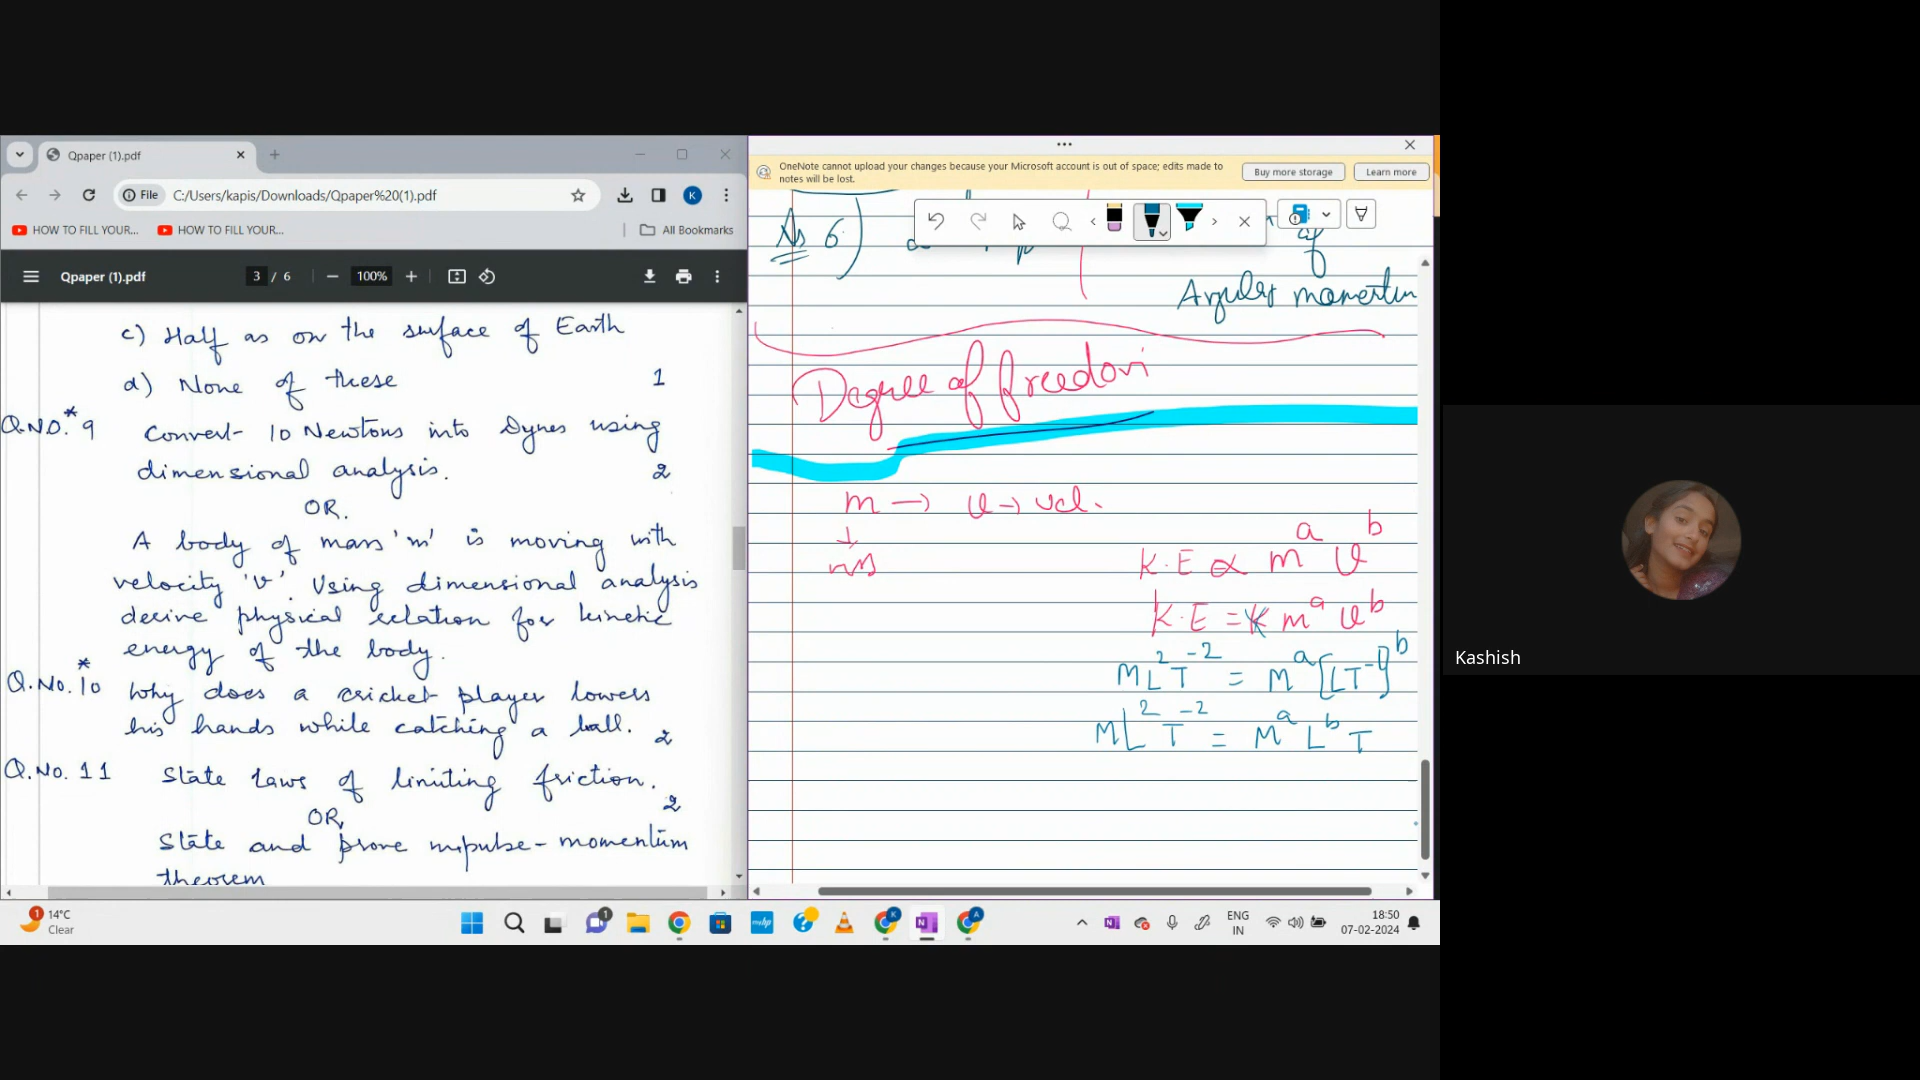 Qpaper (1).pdf
File C:/Users/kapis/Downloads/Qpaper%20(1).pdf K
HOW TO FILL YOUR... HOW TO FILL YOUR... All Bookmarks
Qpaper (1).pdf 3 / 6 100%
c) Half as on the surface of Earth
d) None of these 1
Q.NO.* 9 Convert 10 Newtons into Dynes using
dimensional analysis. 2
OR.
A body of mass 'm' is moving with
velocity 'v'. Using dimensional analysis
derive physical relation for kinetic
energy of the body.
Q.No.*10 Why does a cricket player lowers
his hands while catching a ball. 2
Q.No. 11 State laws of limiting friction.
OR, 2
State and prove impulse-momentum
theorem
OneNote cannot upload your changes because your Microsoft account is out of space; edits made to
notes will be lost.
Buy more storage Learn more
Ans 6)
of
Angular momentum
Degree of freedom
m → v → vel.
↓
K.E ∝ m^a v^b
K.E = K m^a v^b
ML^2T^-2 = M^a [LT^-1]^b
ML^2T^-2 = M^a L^b T
Kashish
1 14°C
Clear
1
myhp
ENG
IN
18:50
07-02-2024